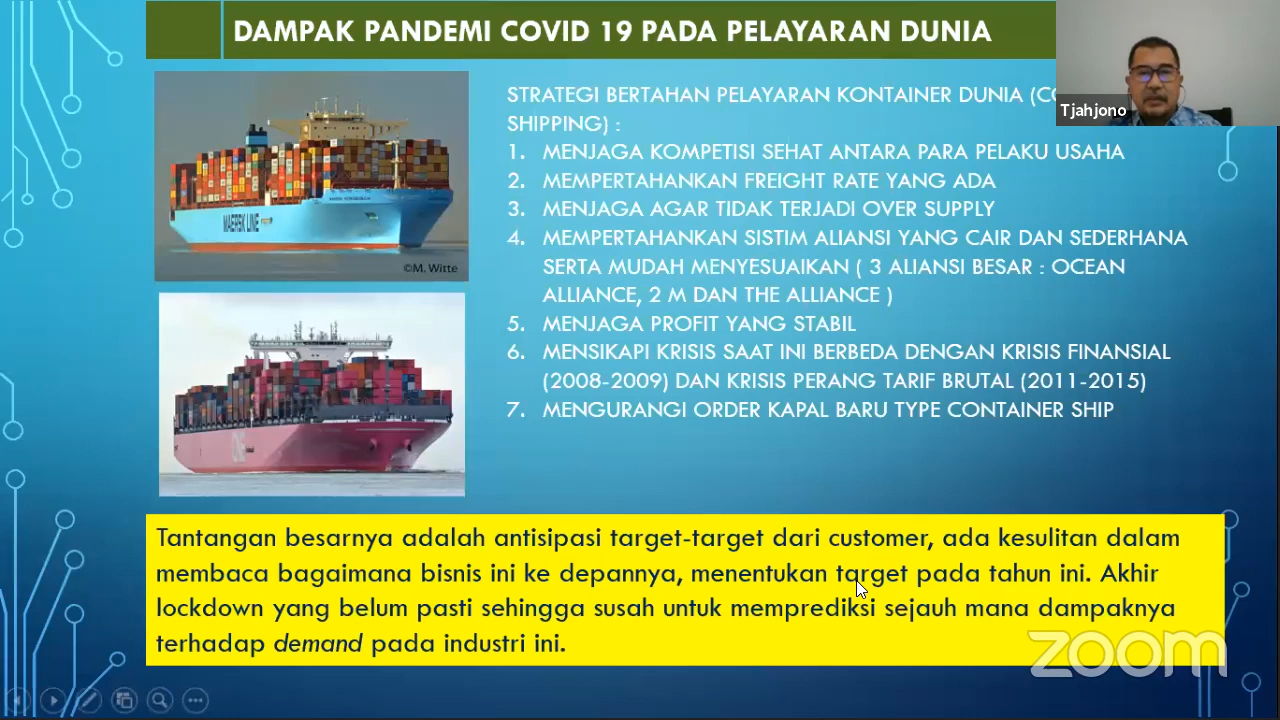 DAMPAK PANDEMI COVID 19 PADA PELAYARAN DUNIA
Tjahjono
MAERSK LINE
©M. Witte
STRATEGI BERTAHAN PELAYARAN KONTAINER DUNIA
SHIPPING) :
1. MENJAGA KOMPETISI SEHAT ANTARA PARA PELAKU USAHA
2. MEMPERTAHANKAN FREIGHT RATE YANG ADA
3. MENJAGA AGAR TIDAK TERJADI OVER SUPPLY
4. MEMPERTAHANKAN SISTIM ALIANSI YANG CAIR DAN SEDERHANA
SERTA MUDAH MENYESUAIKAN ( 3 ALIANSI BESAR : OCEAN
ALLIANCE, 2 M DAN THE ALLIANCE )
5. MENJAGA PROFIT YANG STABIL
6. MENSIKAPI KRISIS SAAT INI BERBEDA DENGAN KRISIS FINANSIAL
(2008-2009) DAN KRISIS PERANG TARIF BRUTAL (2011-2015)
7. MENGURANGI ORDER KAPAL BARU TYPE CONTAINER SHIP
Tantangan besarnya adalah antisipasi target-target dari customer, ada kesulitan dalam
membaca bagaimana bisnis ini ke depannya, menentukan target pada tahun ini. Akhir
lockdown yang belum pasti sehingga susah untuk memprediksi sejauh mana dampaknya
terhadap demand pada industri ini.
zoom